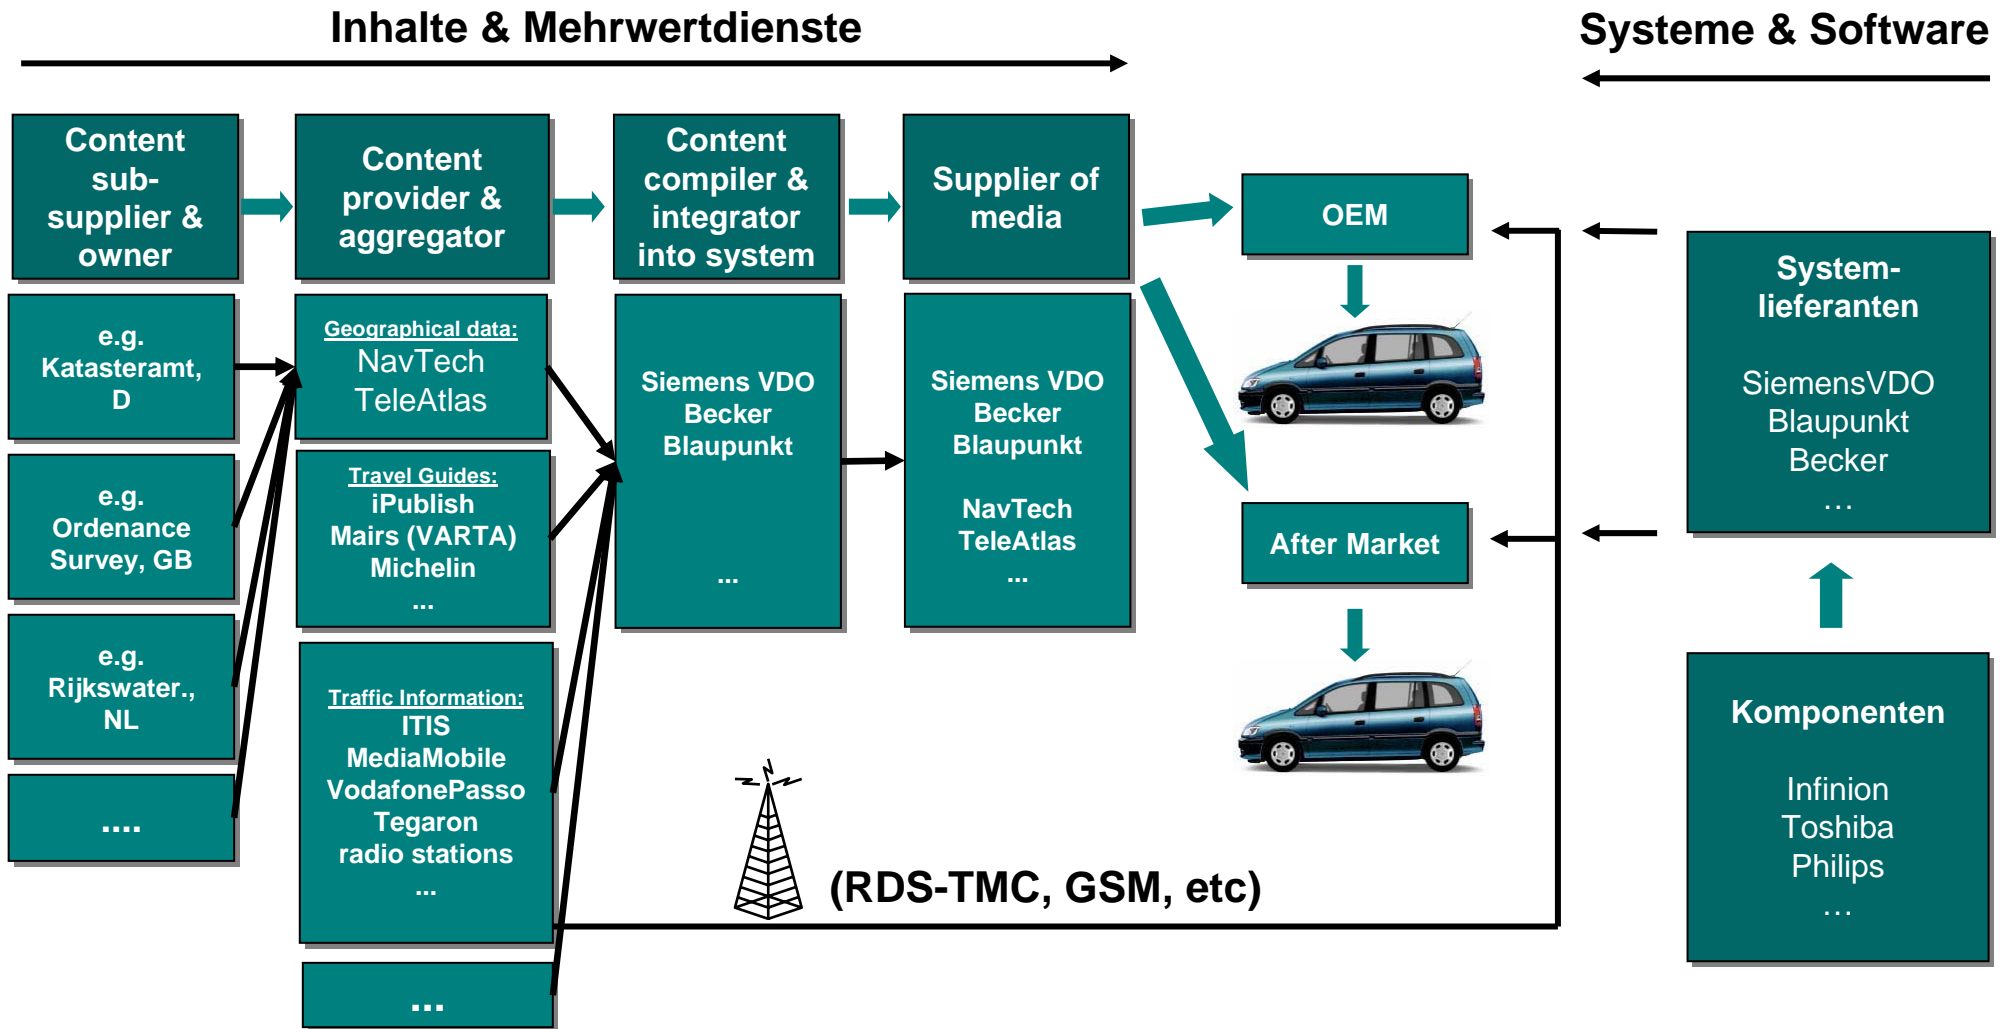 Inhalte & Mehrwertdienste
Systeme & Software
Content
sub-
supplier &
owner
Content
provider &
aggregator
Content
compiler &
integrator
into system
Supplier of
media
OEM
e.g.
Katasteramt,
D
e.g.
Ordenance
Survey, GB
e.g.
Rijkswater.,
NL
....
Geographical data:
NavTech
TeleAtlas
Travel Guides:
iPublish
Mairs (VARTA)
Michelin
...
Traffic Information:
ITIS
MediaMobile
VodafonePasso
Tegaron
radio stations
...
...
Siemens VDO
Becker
Blaupunkt
...
Siemens VDO
Becker
Blaupunkt
NavTech
TeleAtlas
...
After Market
(RDS-TMC, GSM, etc)
System-
lieferanten
SiemensVDO
Blaupunkt
Becker
…
Komponenten
Infinion
Toshiba
Philips
…